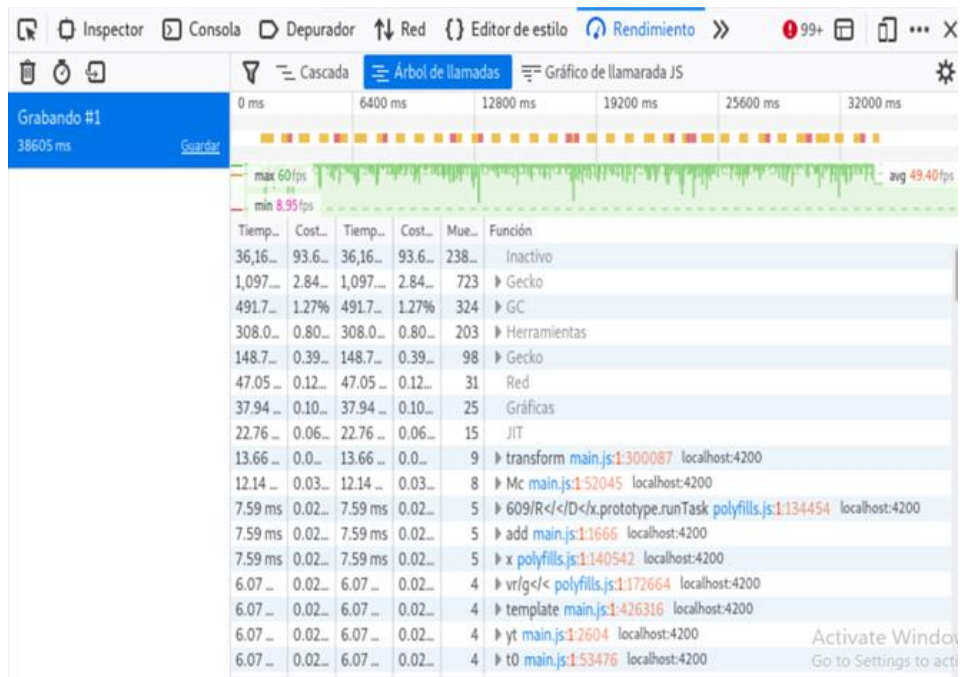 Inspector Consola Depurador Red Editor de estilo Rendimiento 99+
Cascada Árbol de llamadas Gráfico de llamarada JS
Grabando #1
38605 ms Guardar
0 ms 6400 ms 12800 ms 19200 ms 25600 ms 32000 ms
max 60fps avg 49.40fps
min 8.95fps
Tiemp... Cost... Tiemp... Cost... Mue... Función
36,16... 93.6... 36,16... 93.6... 238... Inactivo
1,097.... 2.84... 1,097.... 2.84... 723 Gecko
491.7... 1.27% 491.7... 1.27% 324 GC
308.0... 0.80... 308.0... 0.80... 203 Herramientas
148.7... 0.39... 148.7... 0.39... 98 Gecko
47.05 ... 0.12... 47.05 ... 0.12... 31 Red
37.94 ... 0.10... 37.94 ... 0.10... 25 Gráficas
22.76 ... 0.06... 22.76 ... 0.06... 15 JIT
13.66 ... 0.0... 13.66 ... 0.0... 9 transform main.js:1:300087 localhost:4200
12.14 ... 0.03... 12.14 ... 0.03... 8 Mc main.js:1:52045 localhost:4200
7.59 ms 0.02... 7.59 ms 0.02... 5 609/R</</D</x.prototype.runTask polyfills.js:1:134454 localhost:4200
7.59 ms 0.02... 7.59 ms 0.02... 5 add main.js:1:1666 localhost:4200
7.59 ms 0.02... 7.59 ms 0.02... 5 x polyfills.js:1:140542 localhost:4200
6.07 ... 0.02... 6.07 ... 0.02... 4 vr/g</< polyfills.js:1:172664 localhost:4200
6.07 ... 0.02... 6.07 ... 0.02... 4 template main.js:1:426316 localhost:4200
6.07 ... 0.02... 6.07 ... 0.02... 4 yt main.js:1:2604 localhost:4200
6.07 ... 0.02... 6.07 ... 0.02... 4 t0 main.js:1:53476 localhost:4200
Activate Window
Go to Settings to acti